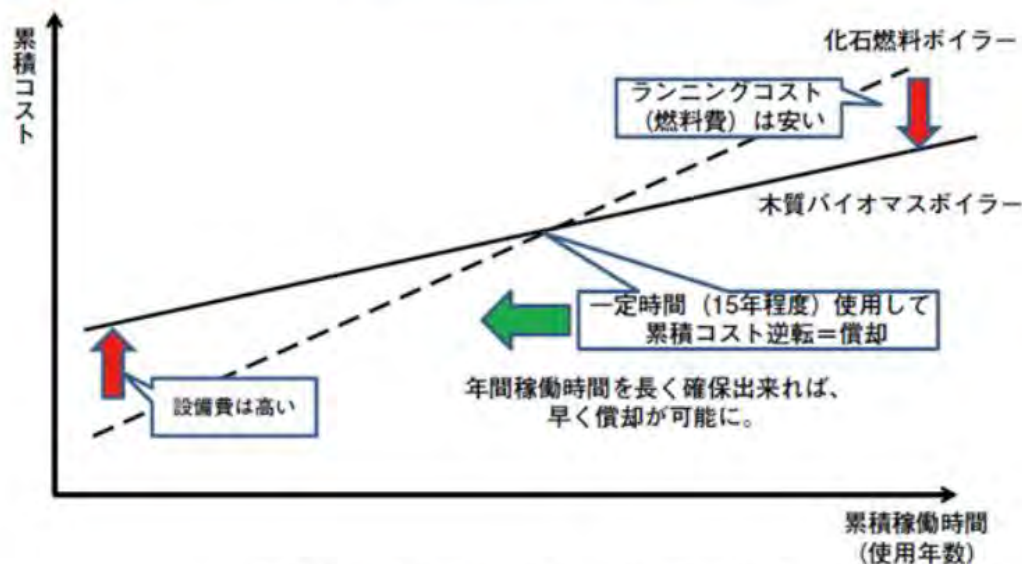 累積コスト
化石燃料ボイラー
ランニングコスト
（燃料費）は安い
木質バイオマスボイラー
一定時間（15年程度）使用して
累積コスト逆転＝償却
設備費は高い
年間稼働時間を長く確保出来れば、
早く償却が可能に。
累積稼働時間
（使用年数）